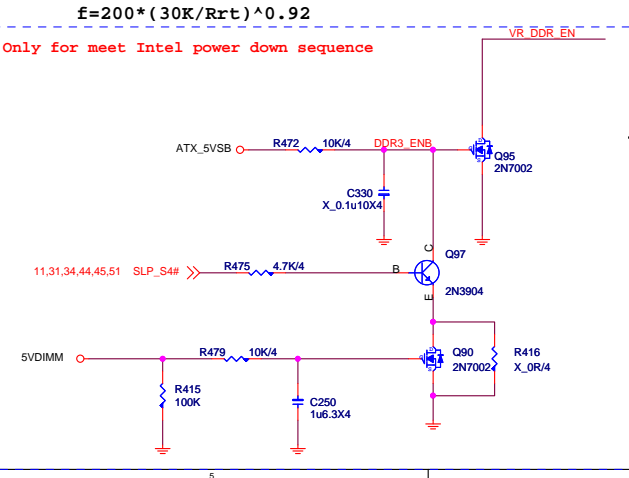 f=200*(30K/Rrt)^0.92
VR_DDR_EN
Only for meet Intel power down sequence
ATX_5VSB
R472
10K/4
DDR3_ENB
Q95
2N7002
C330
X_0.1u10X4
C
Q97
11,31,34,44,45,51
SLP_S4#
R475
4.7K/4
B
2N3904
E
5VDIMM
R479
10K/4
Q90
2N7002
R416
X_0R/4
R415
100K
C250
1u6.3X4
5